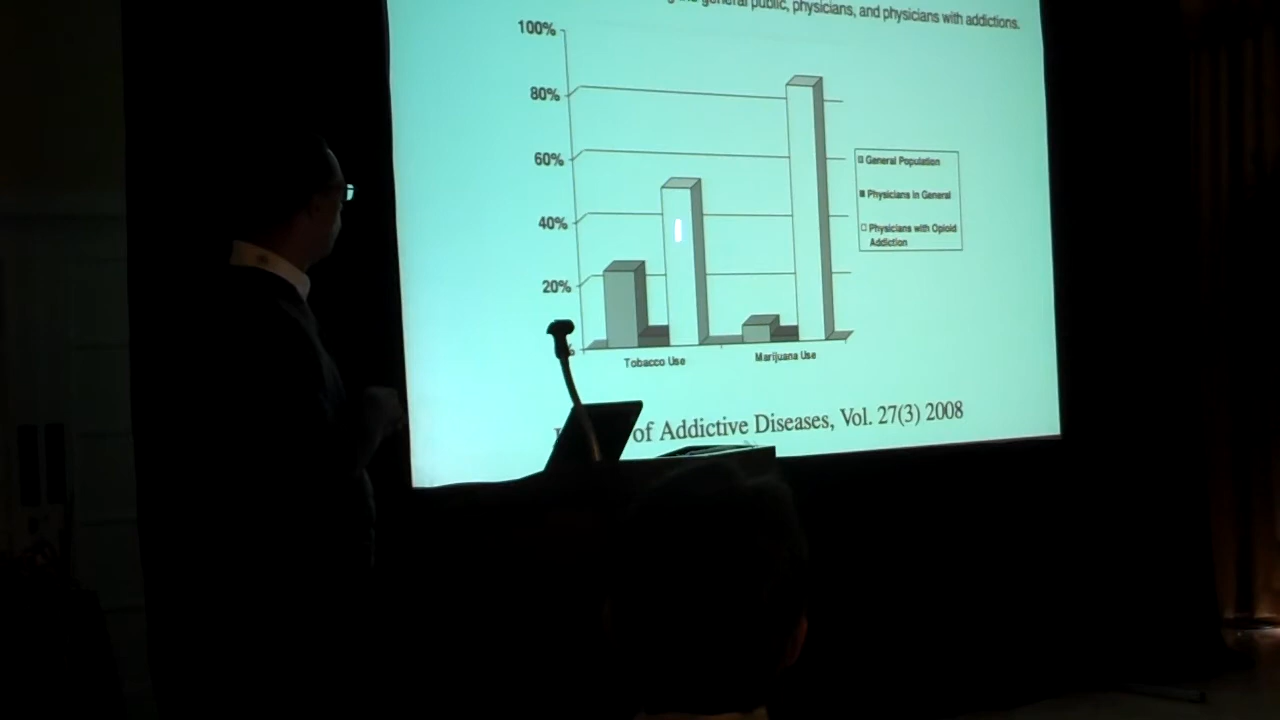 general public, physicians, and physicians with addictions.
100%
80%
60%
40%
20%
%
General Population
Physicians in General
Physicians with Opioid
Addiction
Tobacco Use
Marijuana Use
of Addictive Diseases, Vol. 27(3) 2008